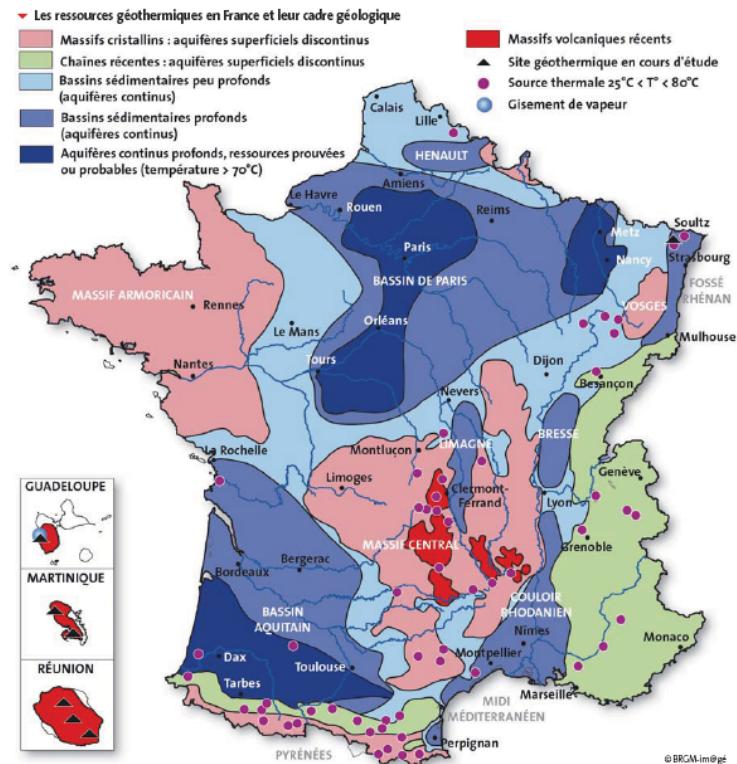 Les ressources géothermiques en France et leur cadre géologique
Massifs cristallins : aquifères superficiels discontinus
Chaînes récentes : aquifères superficiels discontinus
Bassins sédimentaires peu profonds
(aquifères continus)
Bassins sédimentaires profonds
(aquifères continus)
Aquifères continus profonds, ressources prouvées
ou probables (température > 70°C)
Massifs volcaniques récents
Site géothermique en cours d'étude
Source thermale 25°C < T° < 80°C
Gisement de vapeur
Calais
Lille
HENAULT
Amiens
Le Havre
Rouen
Reims
Metz
Soultz
Paris
Nancy
Strasbourg
BASSIN DE PARIS
FOSSÉ
RHÉNAN
MASSIF ARMORICAIN
Rennes
VOSGES
Le Mans
Orléans
Mulhouse
Nantes
Tours
Dijon
Besançon
Nevers
La Rochelle
Montluçon
LIMAGNE
BRESSE
Limoges
Clermont-
Ferrand
Genève
Lyon
GUADELOUPE
MASSIF CENTRAL
Grenoble
Bergerac
Bordeaux
MARTINIQUE
COULOIR
RHODANIEN
BASSIN
AQUITAIN
Nîmes
Dax
Toulouse
Montpellier
Monaco
RÉUNION
Tarbes
Marseille
MIDI
MÉDITERRANÉEN
Perpignan
PYRÉNÉES
© BRGM-im@gé